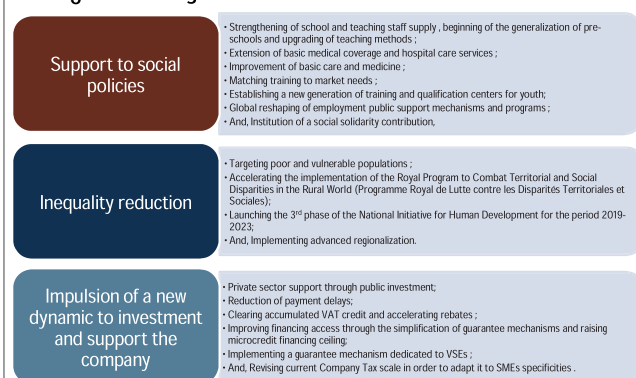 Support to social
policies
• Strengthening of school and teaching staff supply , beginning of the generalization of pre-
schools and upgrading of teaching methods ;
• Extension of basic medical coverage and hospital care services ;
• Improvement of basic care and medicine ;
• Matching training to market needs ;
• Establishing a new generation of training and qualification centers for youth;
• Global reshaping of employment public support mechanisms and programs ;
• And, Institution of a social solidarity contribution,
Inequality reduction
• Targeting poor and vulnerable populations ;
• Accelerating the implementation of the Royal Program to Combat Territorial and Social
Disparities in the Rural World (Programme Royal de Lutte contre les Disparités Territoriales et
Sociales);
• Launching the 3rd phase of the National Initiative for Human Development for the period 2019-
2023;
• And, Implementing advanced regionalization.
Impulsion of a new
dynamic to investment
and support the
company
• Private sector support through public investment;
• Reduction of payment delays;
• Clearing accumulated VAT credit and accelerating rebates ;
• Improving financing access through the simplification of guarantee mechanisms and raising
microcredit financing ceiling;
• Implementing a guarantee mechanism dedicated to VSEs ;
• And, Revising current Company Tax scale in order to adapt it to SMEs specificities .